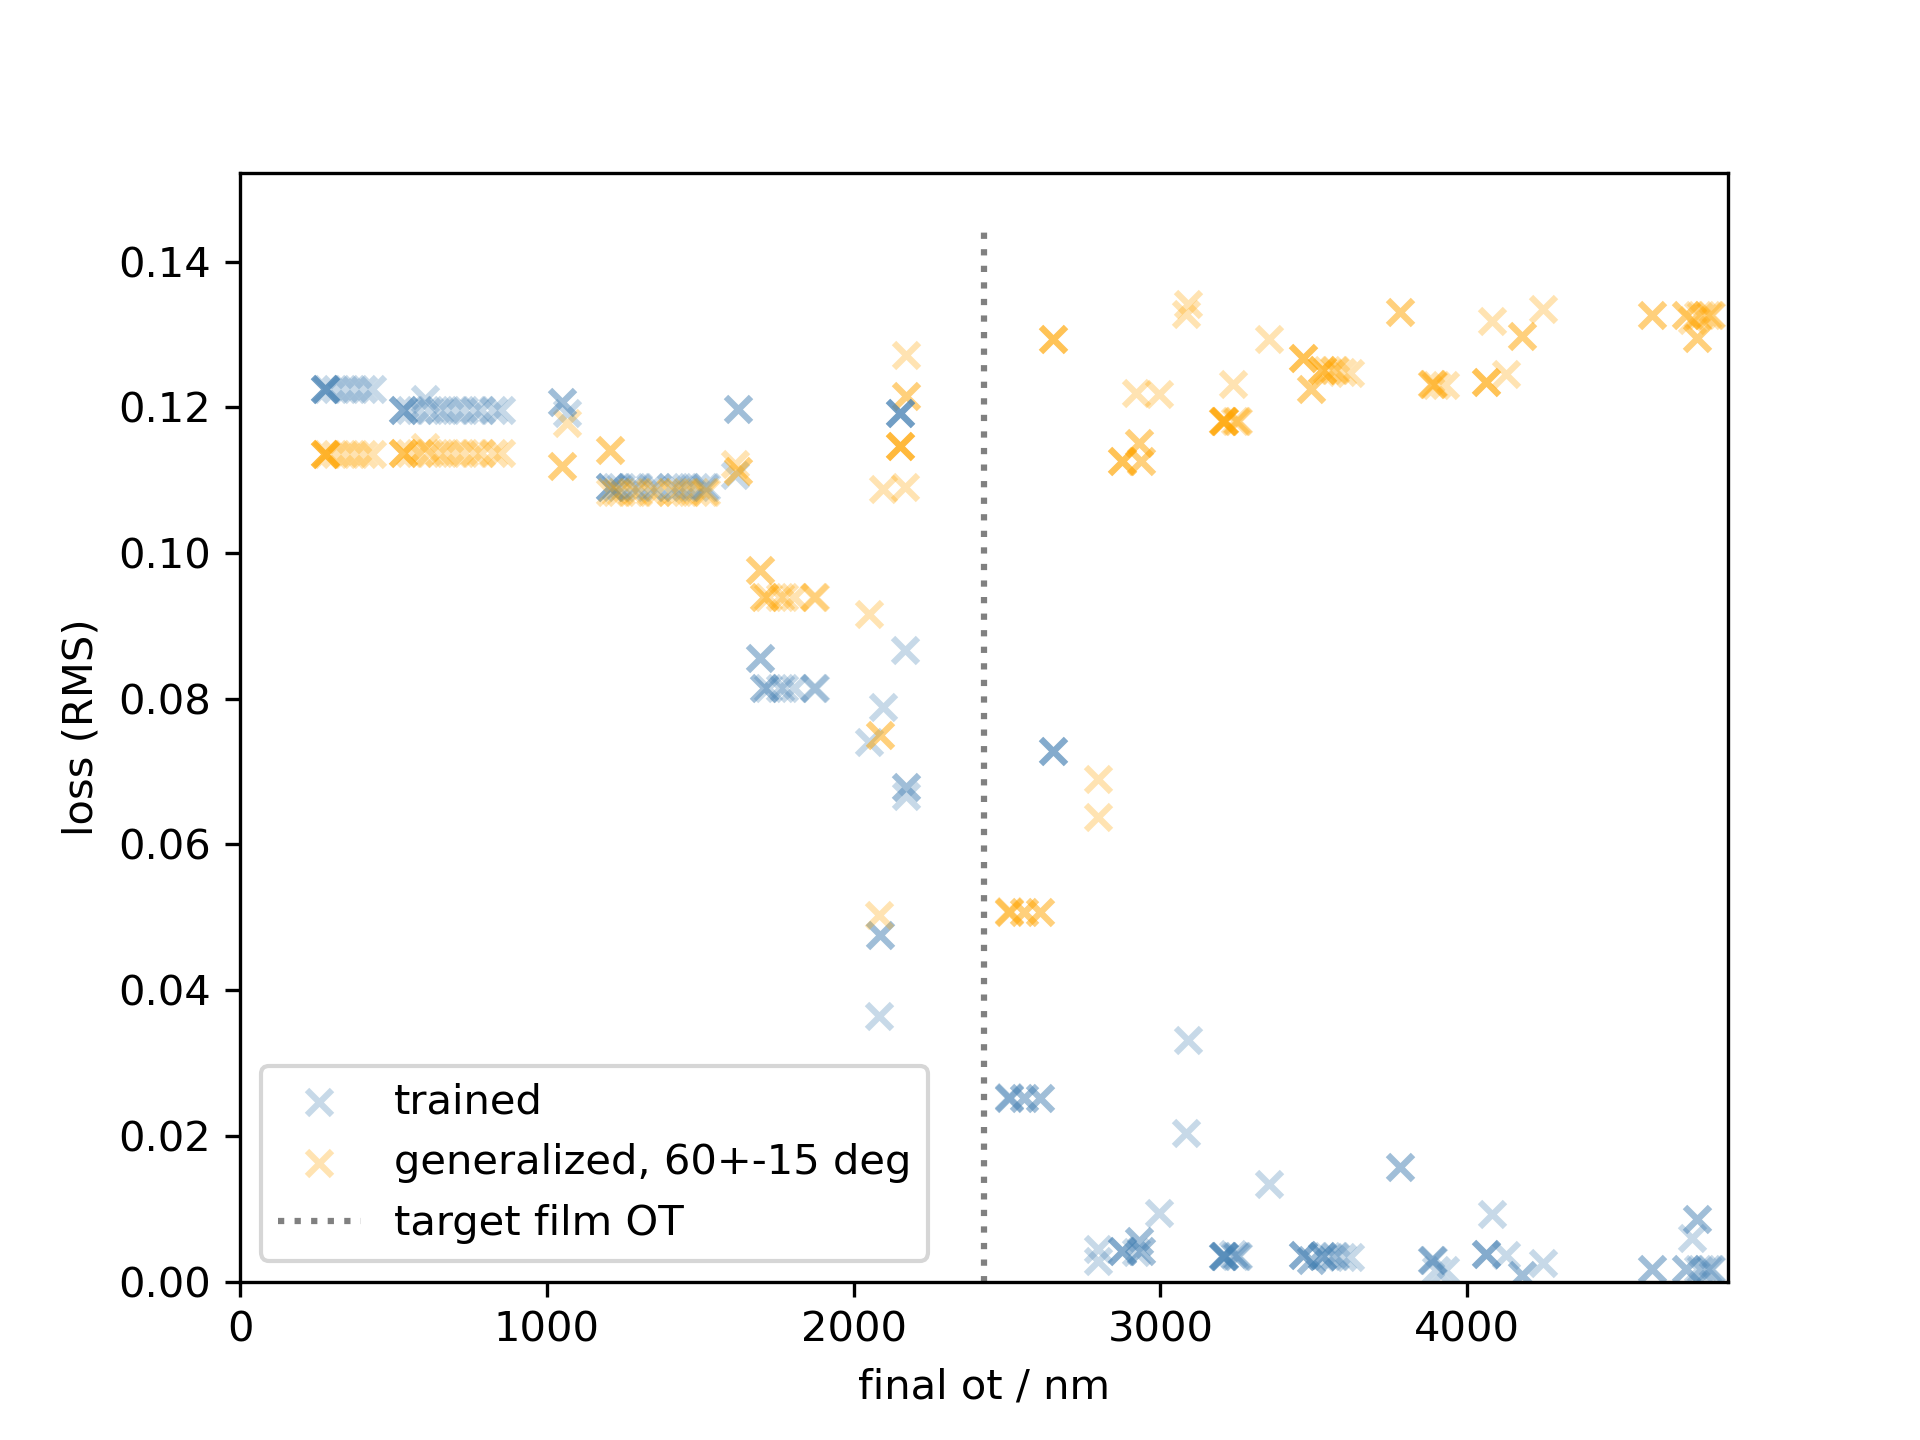 0.14
0.12
0.10
0.08
0.06
0.04
0.02
0.00
loss (RMS)
trained
generalized, 60+-15 deg
target film OT
0 1000 2000 3000 4000
final ot / nm